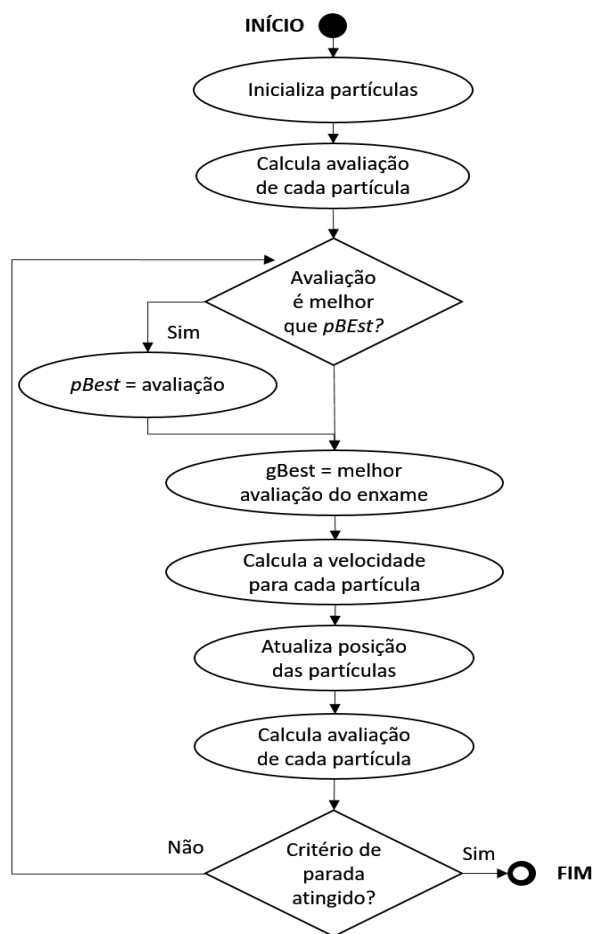 INÍCIO
Inicializa partículas
Calcula avaliação
de cada partícula
Avaliação
é melhor
que pBEst?
Sim
pBest = avaliação
gBest = melhor
avaliação do enxame
Calcula a velocidade
para cada partícula
Atualiza posição
das partículas
Calcula avaliação
de cada partícula
Não
Critério de
parada
atingido?
Sim
FIM